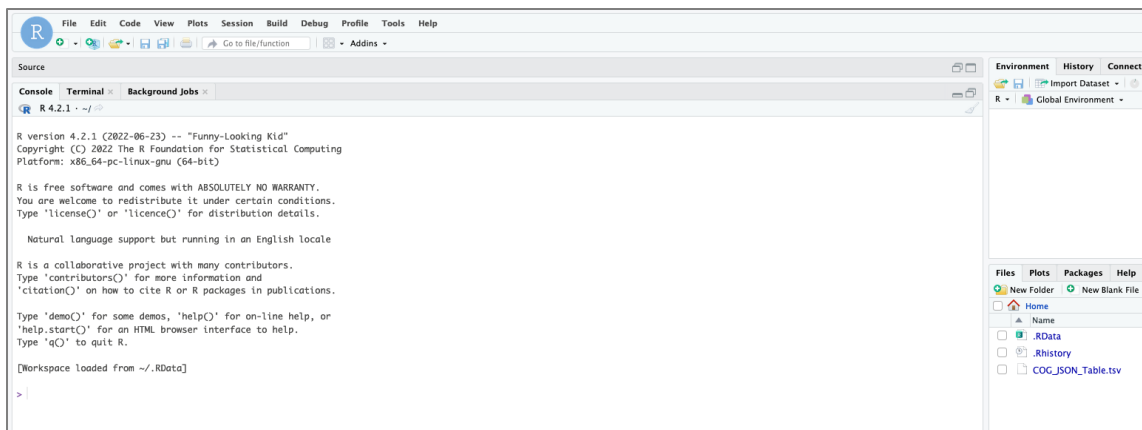 R
File Edit Code View Plots Session Build Debug Profile Tools Help
Go to file/function Addins
Source
Console Terminal Background Jobs
R 4.2.1 · ~/
R version 4.2.1 (2022-06-23) -- "Funny-Looking Kid"
Copyright (C) 2022 The R Foundation for Statistical Computing
Platform: x86_64-pc-linux-gnu (64-bit)
R is free software and comes with ABSOLUTELY NO WARRANTY.
You are welcome to redistribute it under certain conditions.
Type 'license()' or 'licence()' for distribution details.
Natural language support but running in an English locale
R is a collaborative project with many contributors.
Type 'contributors()' for more information and
'citation()' on how to cite R or R packages in publications.
Type 'demo()' for some demos, 'help()' for on-line help, or
'help.start()' for an HTML browser interface to help.
Type 'q()' to quit R.
[Workspace loaded from ~/.RData]
>
Environment History Connect
Import Dataset
R Global Environment
Files Plots Packages Help
New Folder New Blank File
Home
Name
.RData
.Rhistory
COG_JSON_Table.tsv